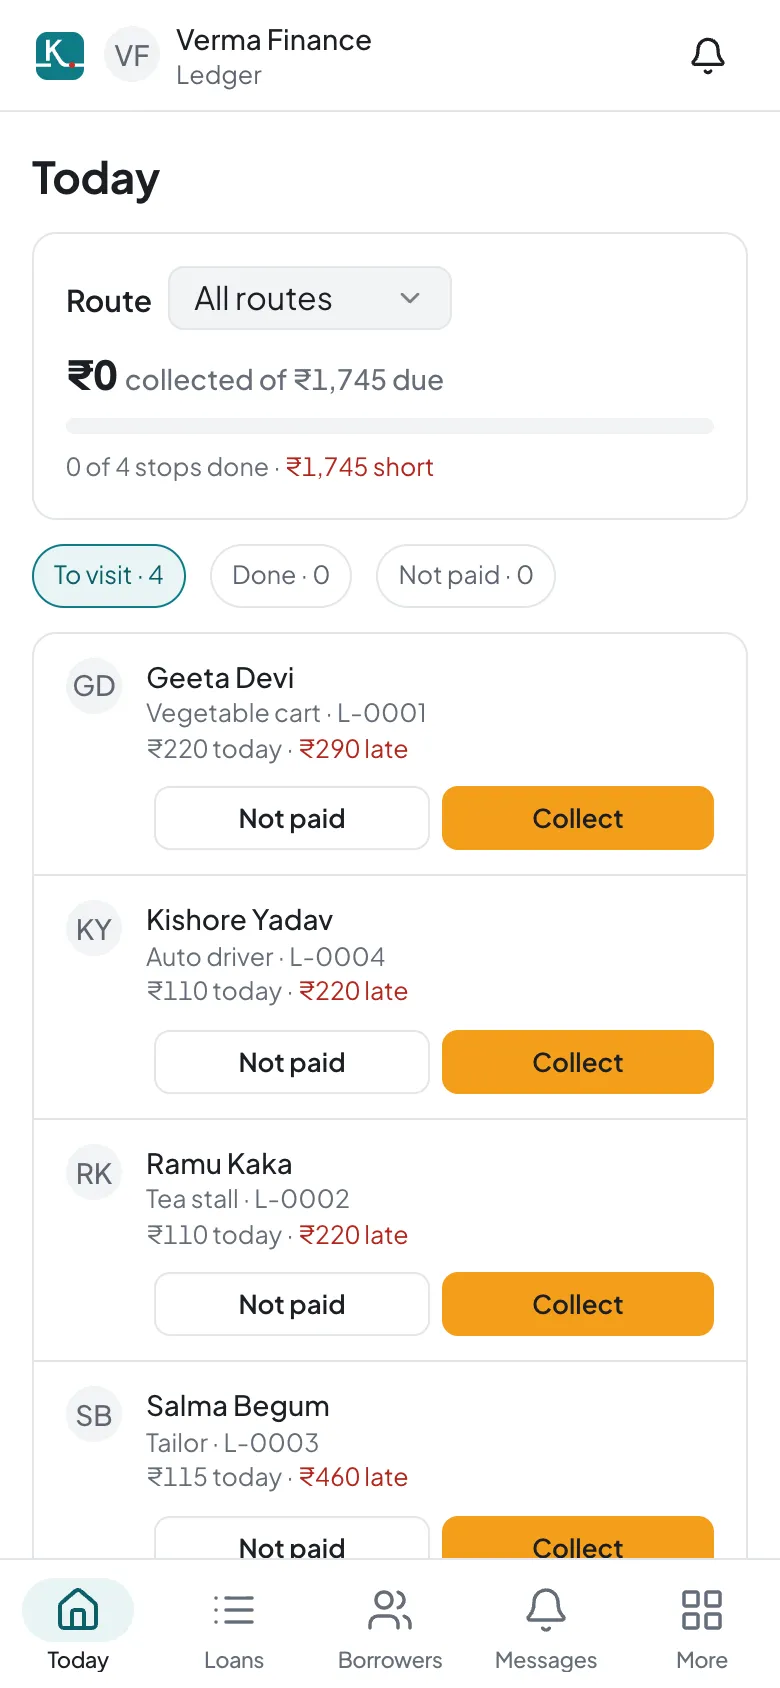 K.
VF
Verma Finance
Ledger
Today
Route
All routes
₹0 collected of ₹1,745 due
0 of 4 stops done · ₹1,745 short
To visit · 4
Done · 0
Not paid · 0
GD
Geeta Devi
Vegetable cart · L-0001
₹220 today · ₹290 late
Not paid
Collect
KY
Kishore Yadav
Auto driver · L-0004
₹110 today · ₹220 late
Not paid
Collect
RK
Ramu Kaka
Tea stall · L-0002
₹110 today · ₹220 late
Not paid
Collect
SB
Salma Begum
Tailor · L-0003
₹115 today · ₹460 late
Not paid
Collect
Today
Loans
Borrowers
Messages
More